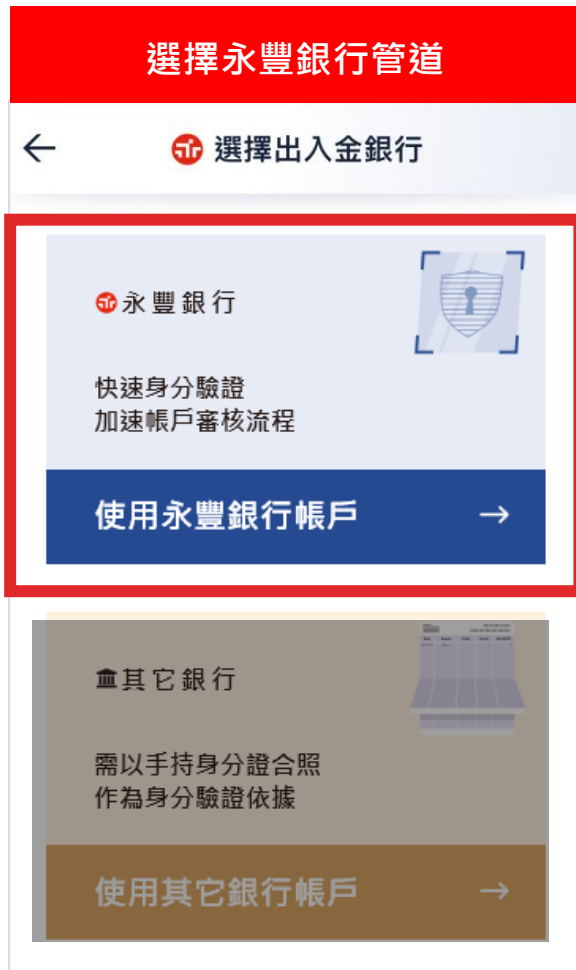 選擇永豐銀行管道
選擇出入金銀行
永豐銀行
快速身分驗證
加速帳戶審核流程
使用永豐銀行帳戶
其它銀行
需以手持身分證合照
作為身分驗證依據
使用其它銀行帳戶